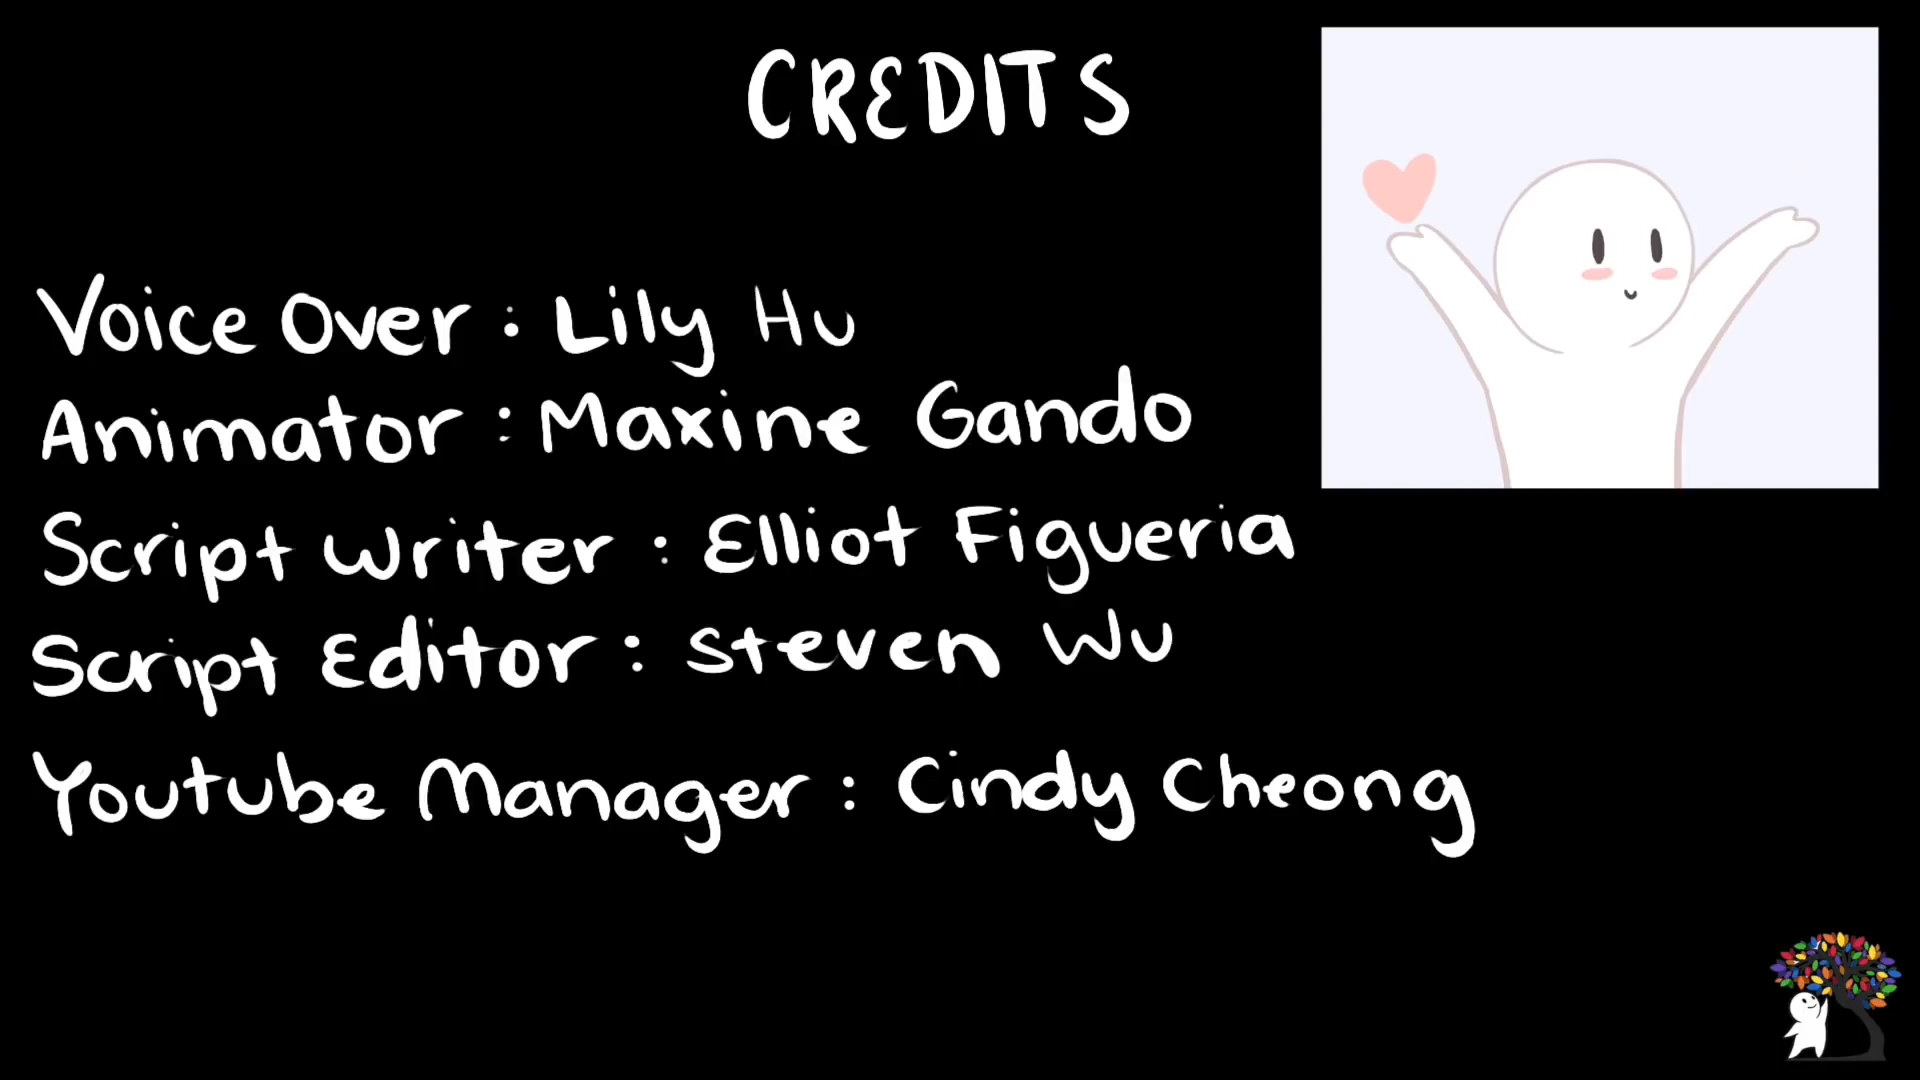 CREDITS
Voice Over : Lily Hu
Animator : Maxine Gando
Script Writer : Elliot Figueria
Script Editor : Steven Wu
Youtube Manager : Cindy Cheong